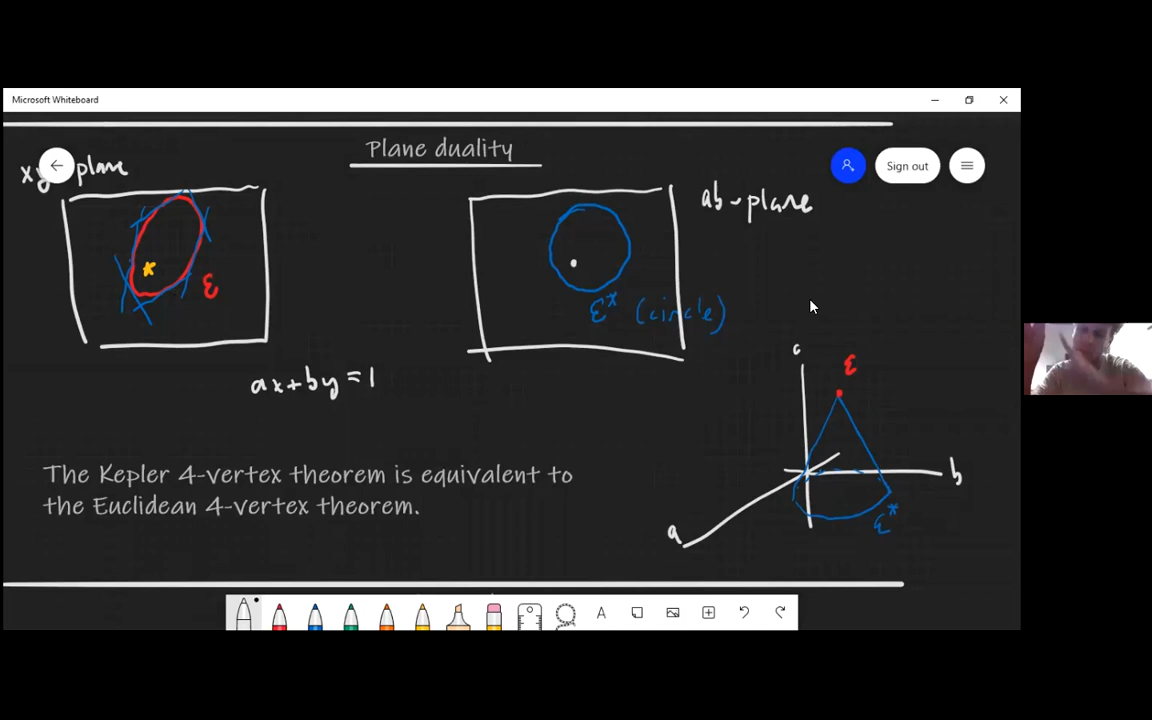 Microsoft Whiteboard
Plane duality
xy plane
Sign out
ab-plane
ε
ε* (circle)
ax+by=1
c
ε
b
a
ε*
The Kepler 4-vertex theorem is equivalent to
the Euclidean 4-vertex theorem.
A